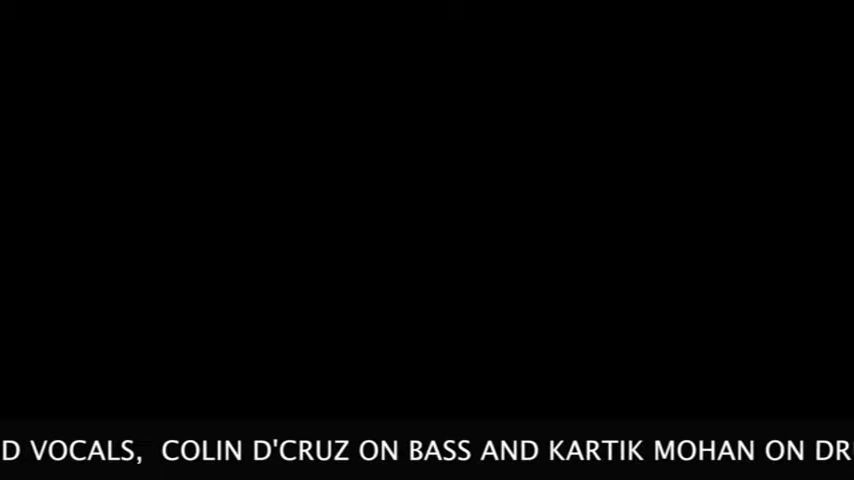 D VOCALS,  COLIN D'CRUZ ON BASS AND KARTIK MOHAN ON DR